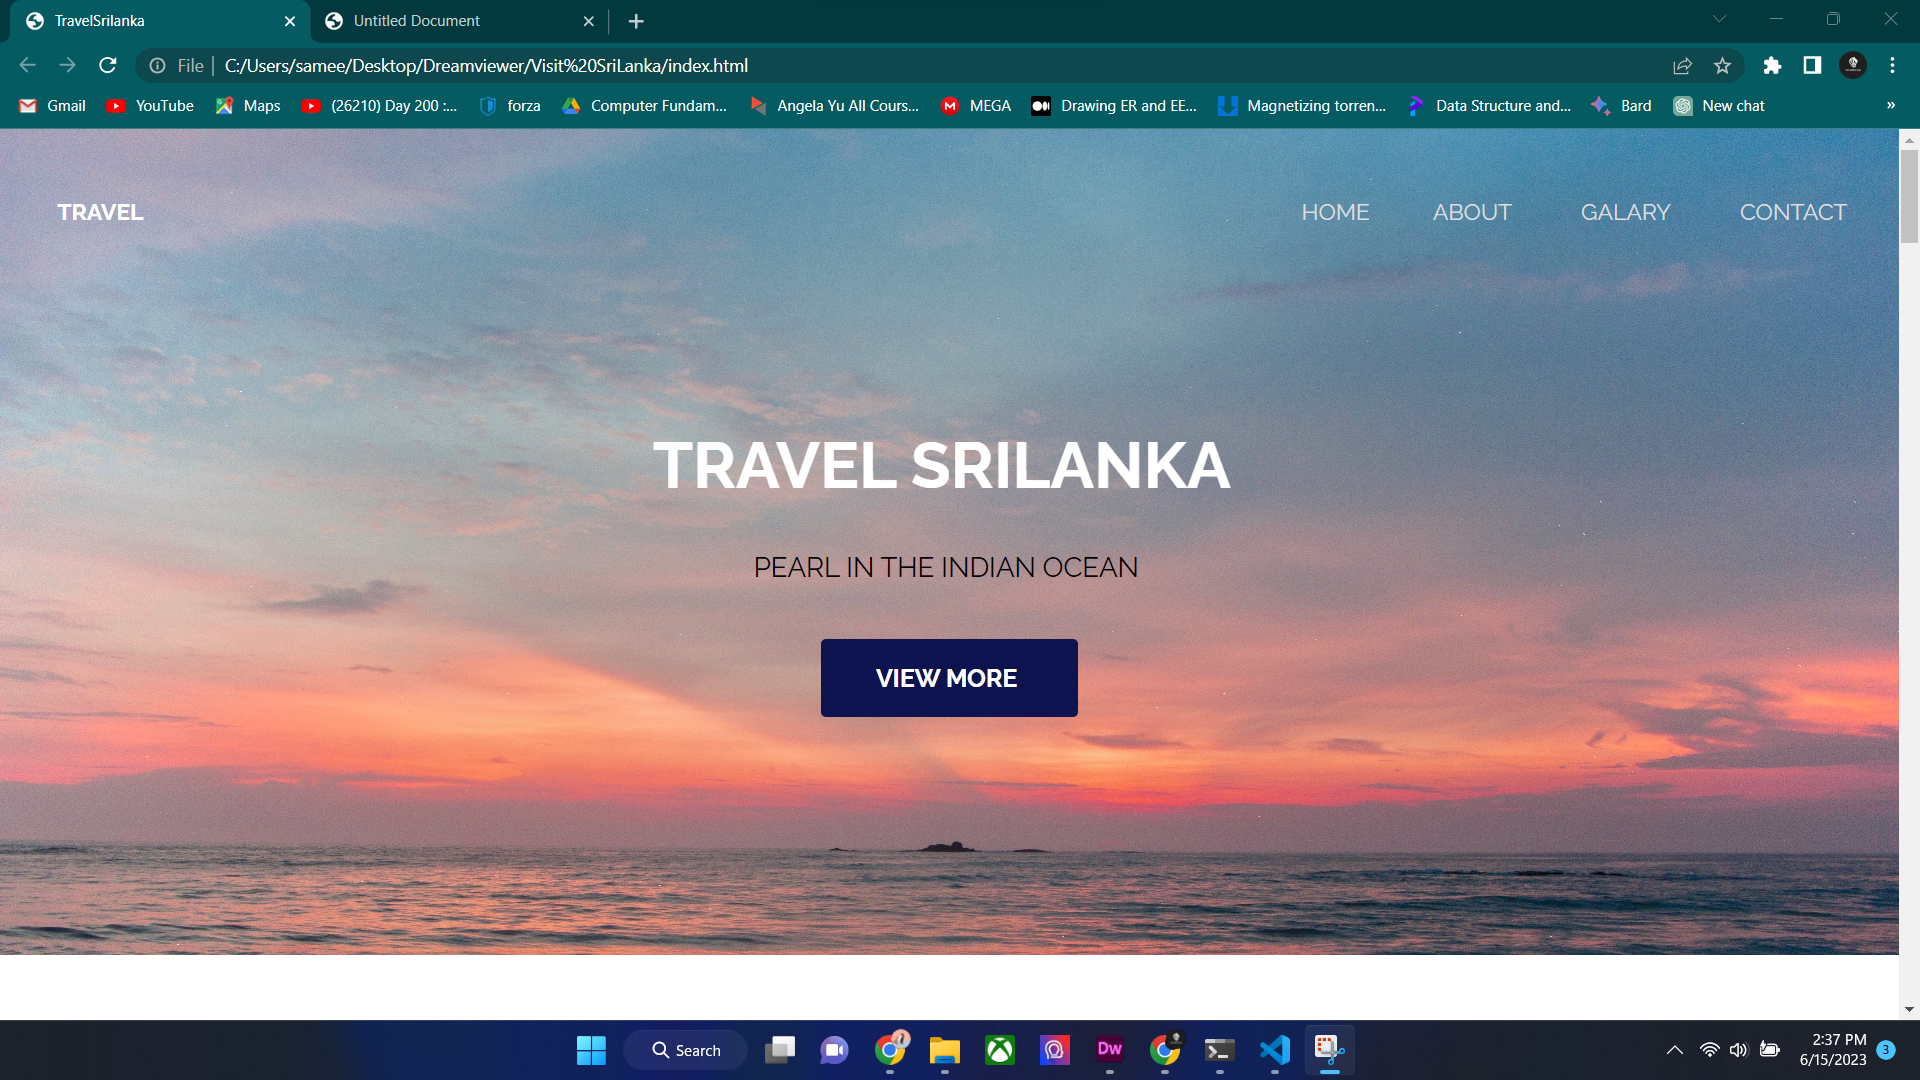 TravelSrilanka
Untitled Document
File
C:/Users/samee/Desktop/Dreamviewer/Visit%20SriLanka/index.html
Gmail
YouTube
Maps
(26210) Day 200 :...
forza
Computer Fundam...
Angela Yu All Cours...
MEGA
Drawing ER and EE...
Magnetizing torren...
Data Structure and...
Bard
New chat
»
TRAVEL
HOME
ABOUT
GALARY
CONTACT
TRAVEL SRILANKA
PEARL IN THE INDIAN OCEAN
VIEW MORE
Search
Dw
2:37 PM
6/15/2023
3